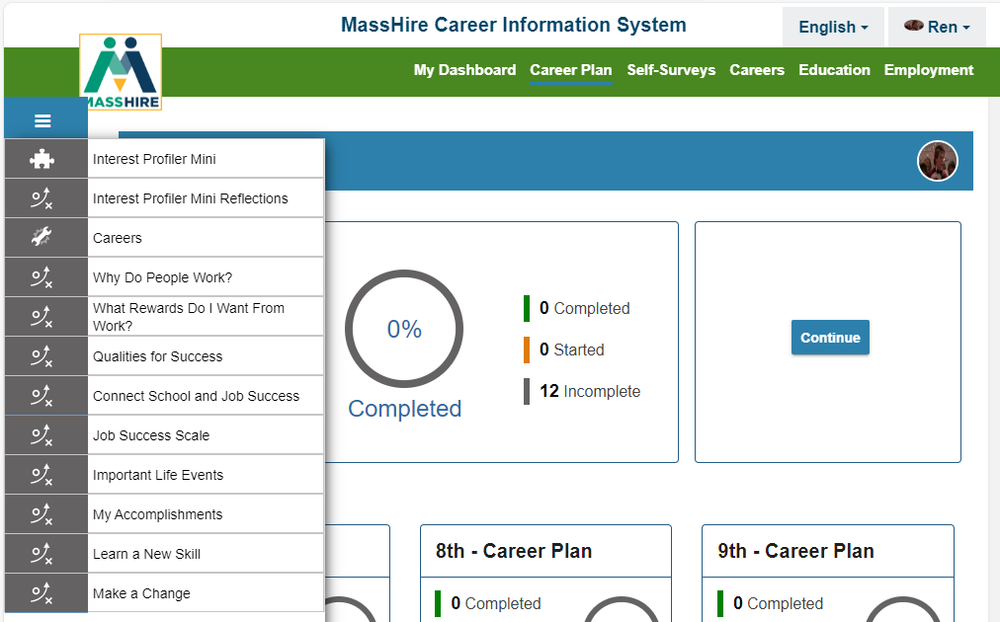 MassHire Career Information System
English
Ren
MASSHIRE
My Dashboard
Career Plan
Self-Surveys
Careers
Education
Employment
Interest Profiler Mini
Interest Profiler Mini Reflections
Careers
Why Do People Work?
What Rewards Do I Want From
Work?
Qualities for Success
Connect School and Job Success
Job Success Scale
Important Life Events
My Accomplishments
Learn a New Skill
Make a Change
0%
Completed
0 Completed
0 Started
12 Incomplete
Continue
8th - Career Plan
0 Completed
9th - Career Plan
0 Completed